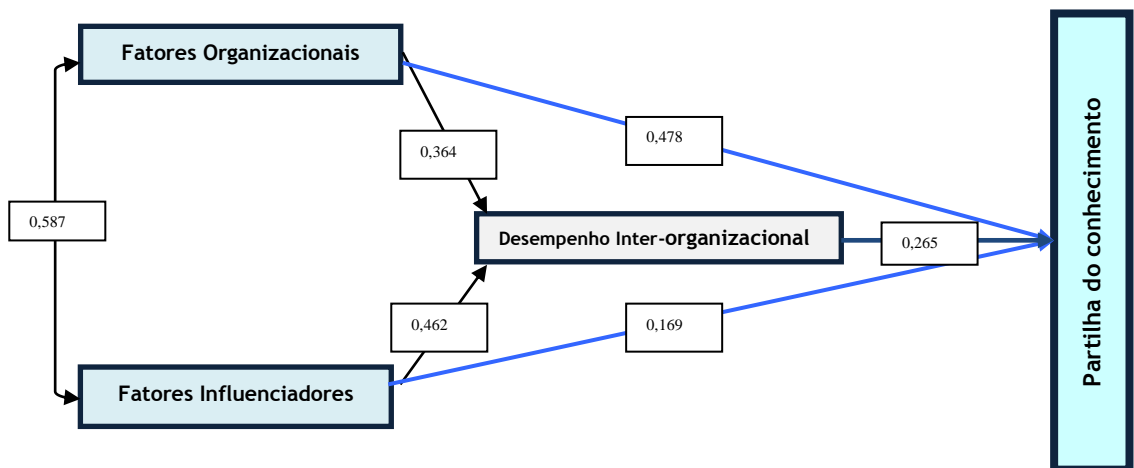 Fatores Organizacionais
0,478
0,364
0,587
Desempenho Inter-organizacional
0,265
0,462
0,169
Fatores Influenciadores
Partilha do conhecimento